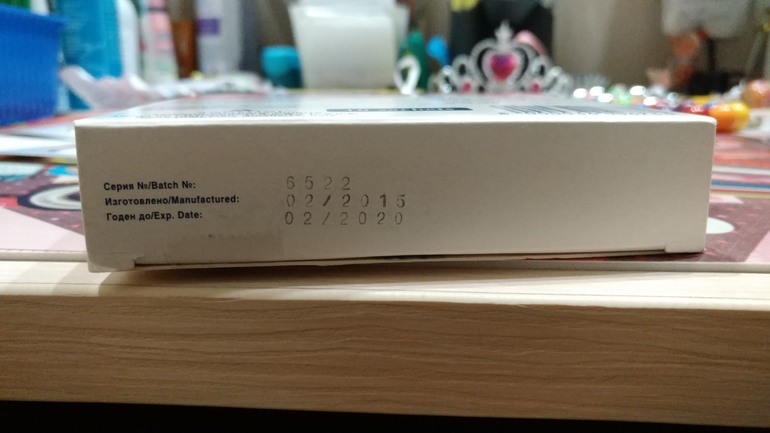 Серия №/Batch №: 6522
Изготовлено/Manufactured: 02/2015
Годен до/Exp. Date: 02/2020